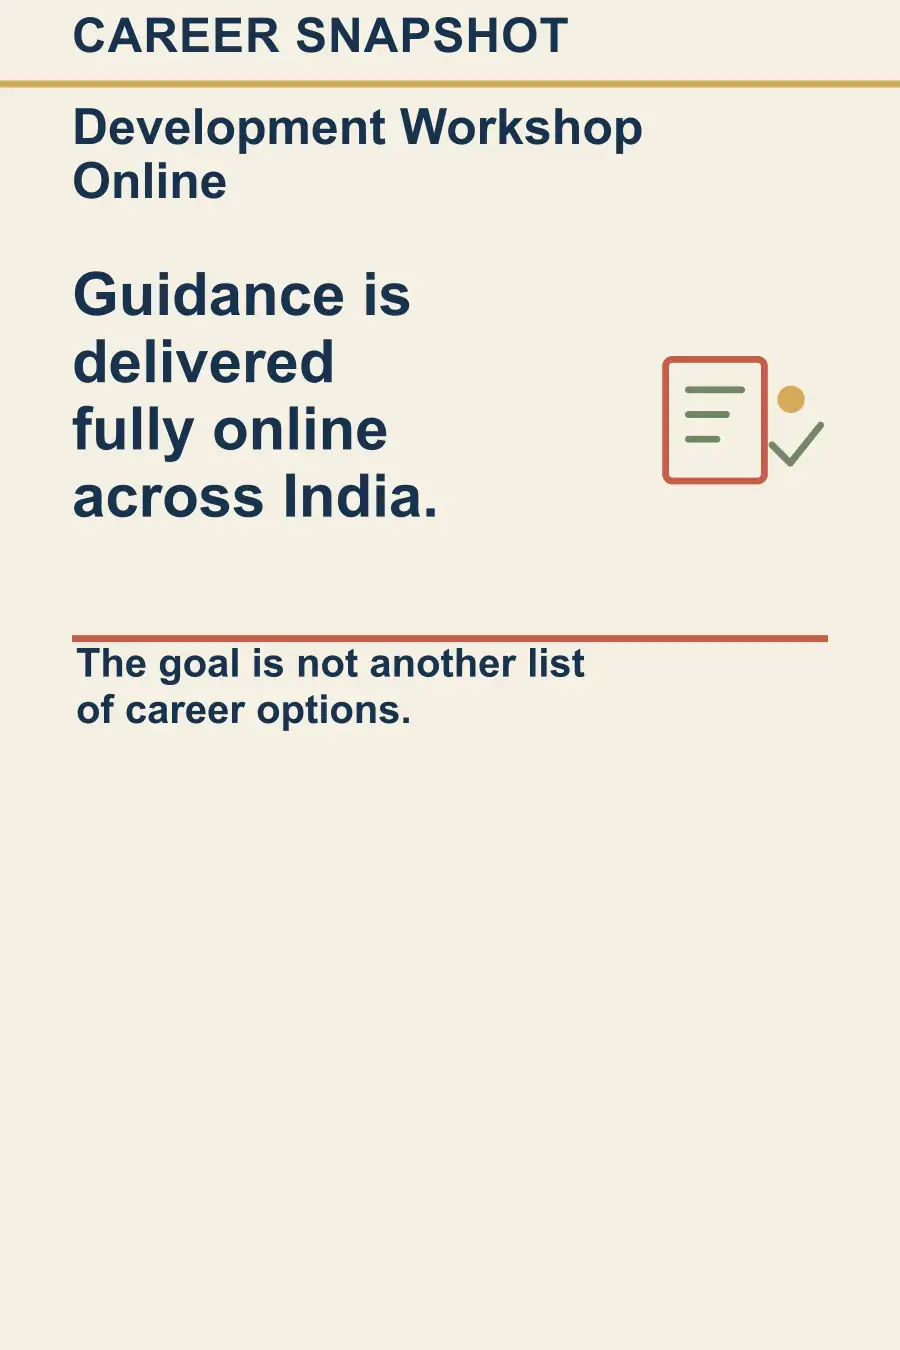 CAREER SNAPSHOT
Development Workshop
Online
Guidance is
delivered
fully online
across India.
The goal is not another list
of career options.